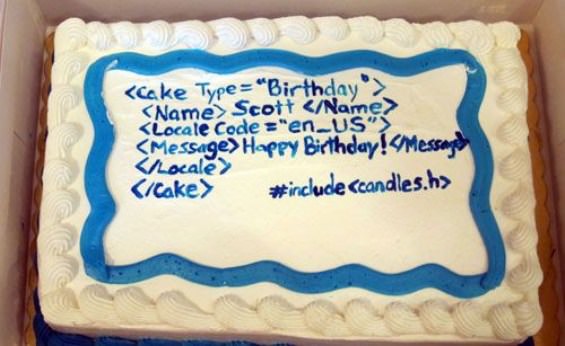 <Cake Type="Birthday">
<Name> Scott </Name>
<Locale Code="en_US">
<Message>Happy Birthday!</Message>
</Locale>
</Cake> #include<candles.h>